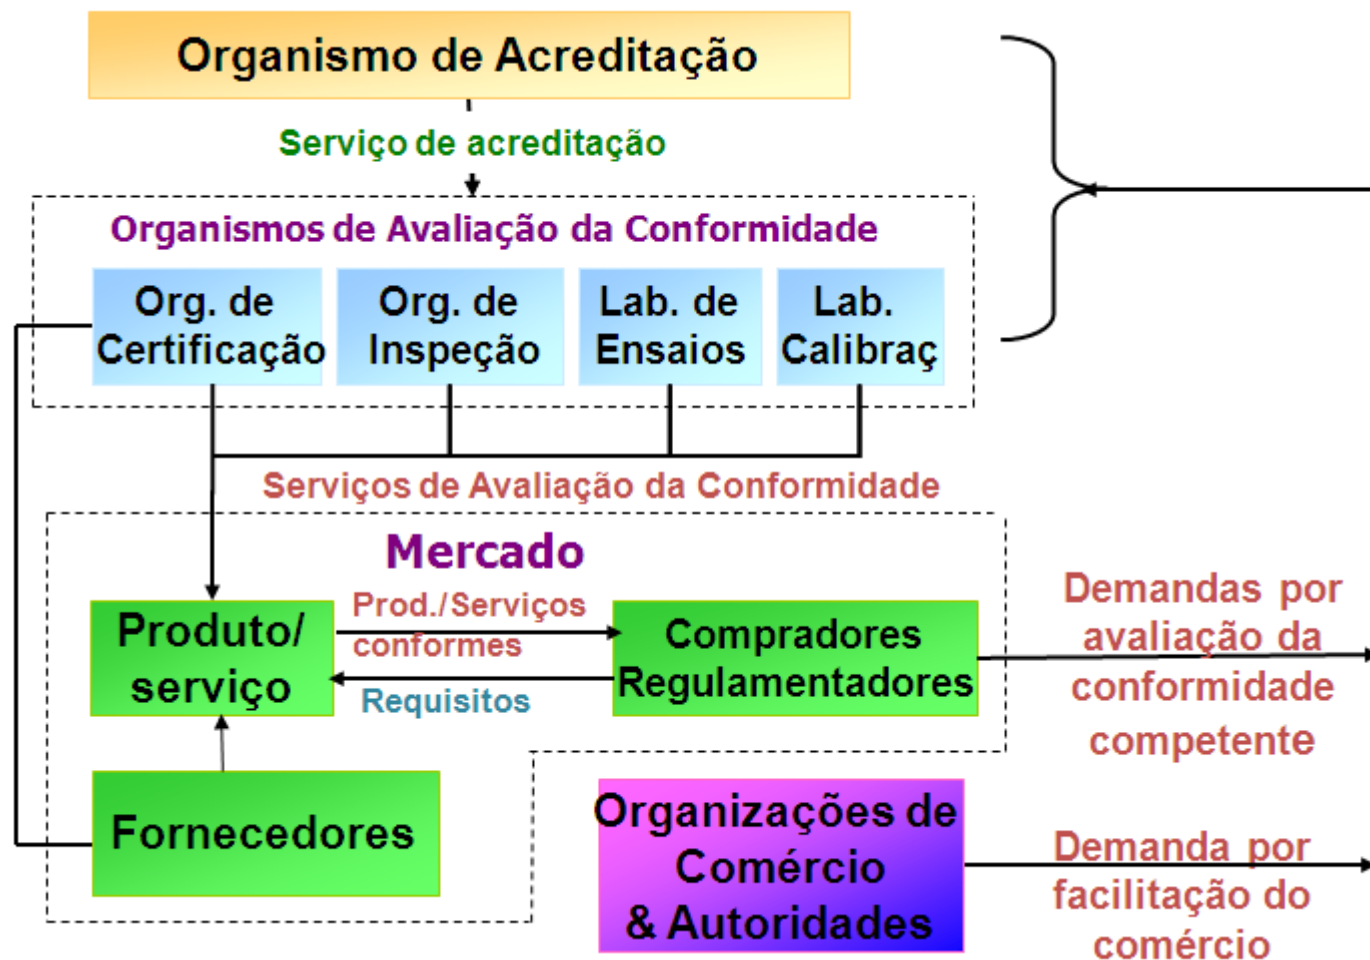 Organismo de Acreditação
Serviço de acreditação
Organismos de Avaliação da Conformidade
Org. de
Certificação
Org. de
Inspeção
Lab. de
Ensaios
Lab.
Calibraç
Serviços de Avaliação da Conformidade
Mercado
Produto/
serviço
Prod./Serviços
conformes
Requisitos
Compradores
Regulamentadores
Demandas por
avaliação da
conformidade
competente
Fornecedores
Organizações de
Comércio
& Autoridades
Demanda por
facilitação do
comércio